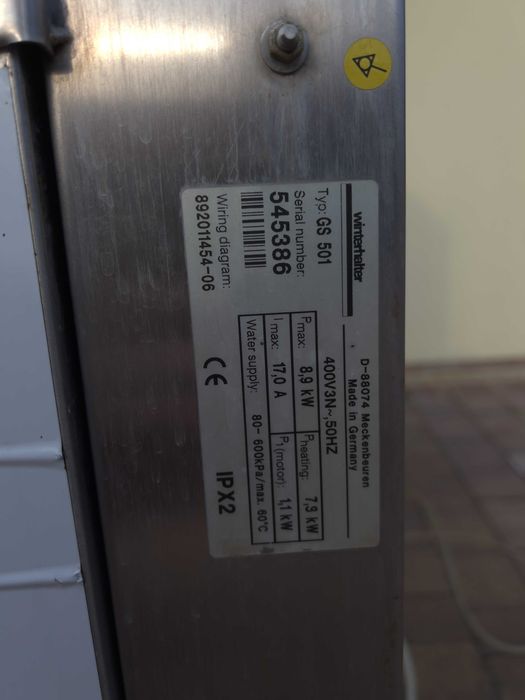 winterhalter
D-88074 Meckenbeuren
Made in Germany
Typ: GS 501
400V3N~,50HZ
Serial number:
545386
Pmax: 8,9 kW
Pheating: 7,9 kW
I max: 17,0 A
P1(motor): 1,1 kW
Water supply: 80- 600kPa/max. 60°C
Wiring diagram:
892011454-06
CE
IPX2